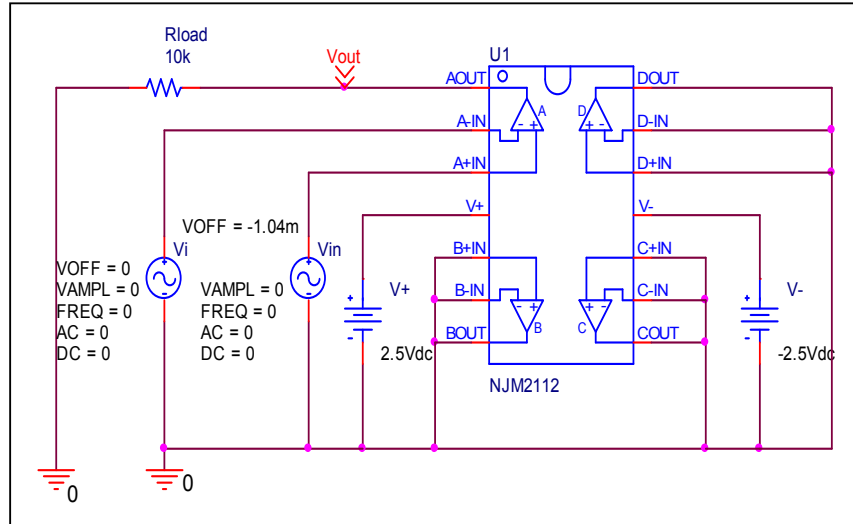 Rload
10k
Vout
U1
AOUT
DOUT
A
D
A-IN
D-IN
- +
+ -
A+IN
D+IN
V+
V-
VOFF = -1.04m
Vi
Vin
B+IN
C+IN
VOFF = 0
VAMPL = 0
FREQ = 0
AC = 0
DC = 0
VAMPL = 0
FREQ = 0
AC = 0
DC = 0
+
V+
-
2.5Vdc
B-IN
C-IN
- +
+ -
B
C
BOUT
COUT
NJM2112
+
V-
-
-2.5Vdc
0
0